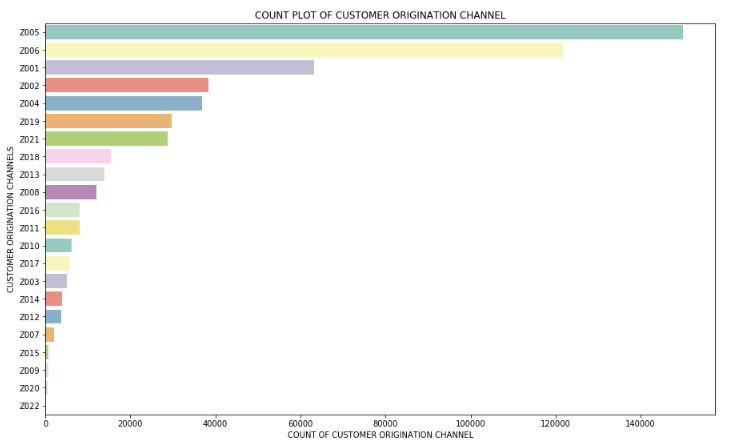 COUNT PLOT OF CUSTOMER ORIGINATION CHANNEL
CUSTOMER ORIGINATION CHANNELS
Z005
Z006
Z001
Z002
Z004
Z019
Z021
Z018
Z013
Z008
Z016
Z011
Z010
Z017
Z003
Z014
Z012
Z007
Z015
Z009
Z020
Z022
0 20000 40000 60000 80000 100000 120000 140000
COUNT OF CUSTOMER ORIGINATION CHANNEL